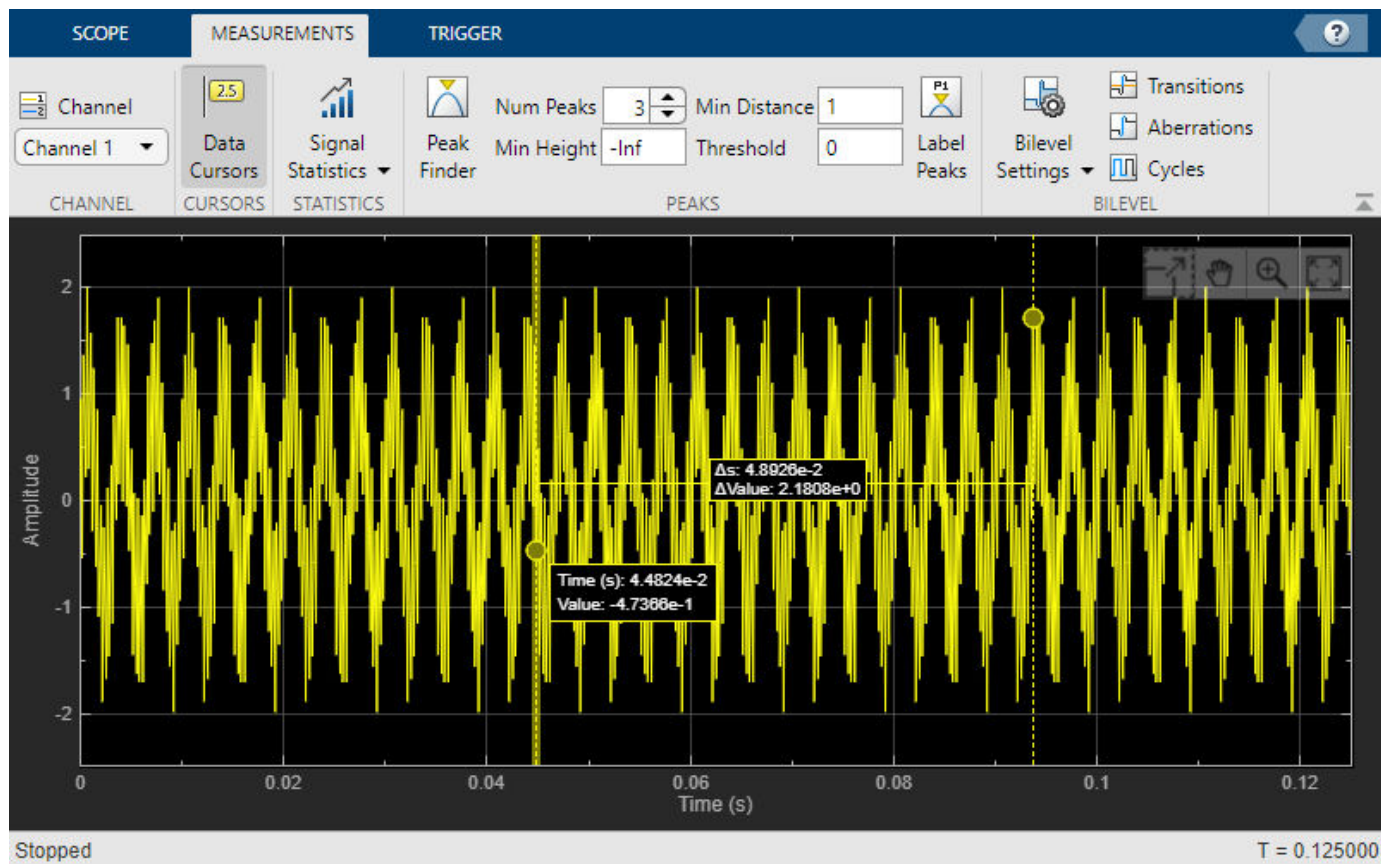 SCOPE MEASUREMENTS TRIGGER ?
Channel
Channel 1
CHANNEL
2.5
Data
Cursors
CURSORS
Signal
Statistics
STATISTICS
Peak
Finder
Num Peaks 3 Min Distance 1
Min Height -Inf Threshold 0
P1
Label
Peaks
PEAKS
Bilevel
Settings
Transitions
Aberrations
Cycles
BILEVEL
Amplitude
2
1
0
-1
-2
Δs: 4.8926e-2
ΔValue: 2.1808e+0
Time (s): 4.4824e-2
Value: -4.7366e-1
0 0.02 0.04 0.06 0.08 0.1 0.12
Time (s)
Stopped T = 0.125000